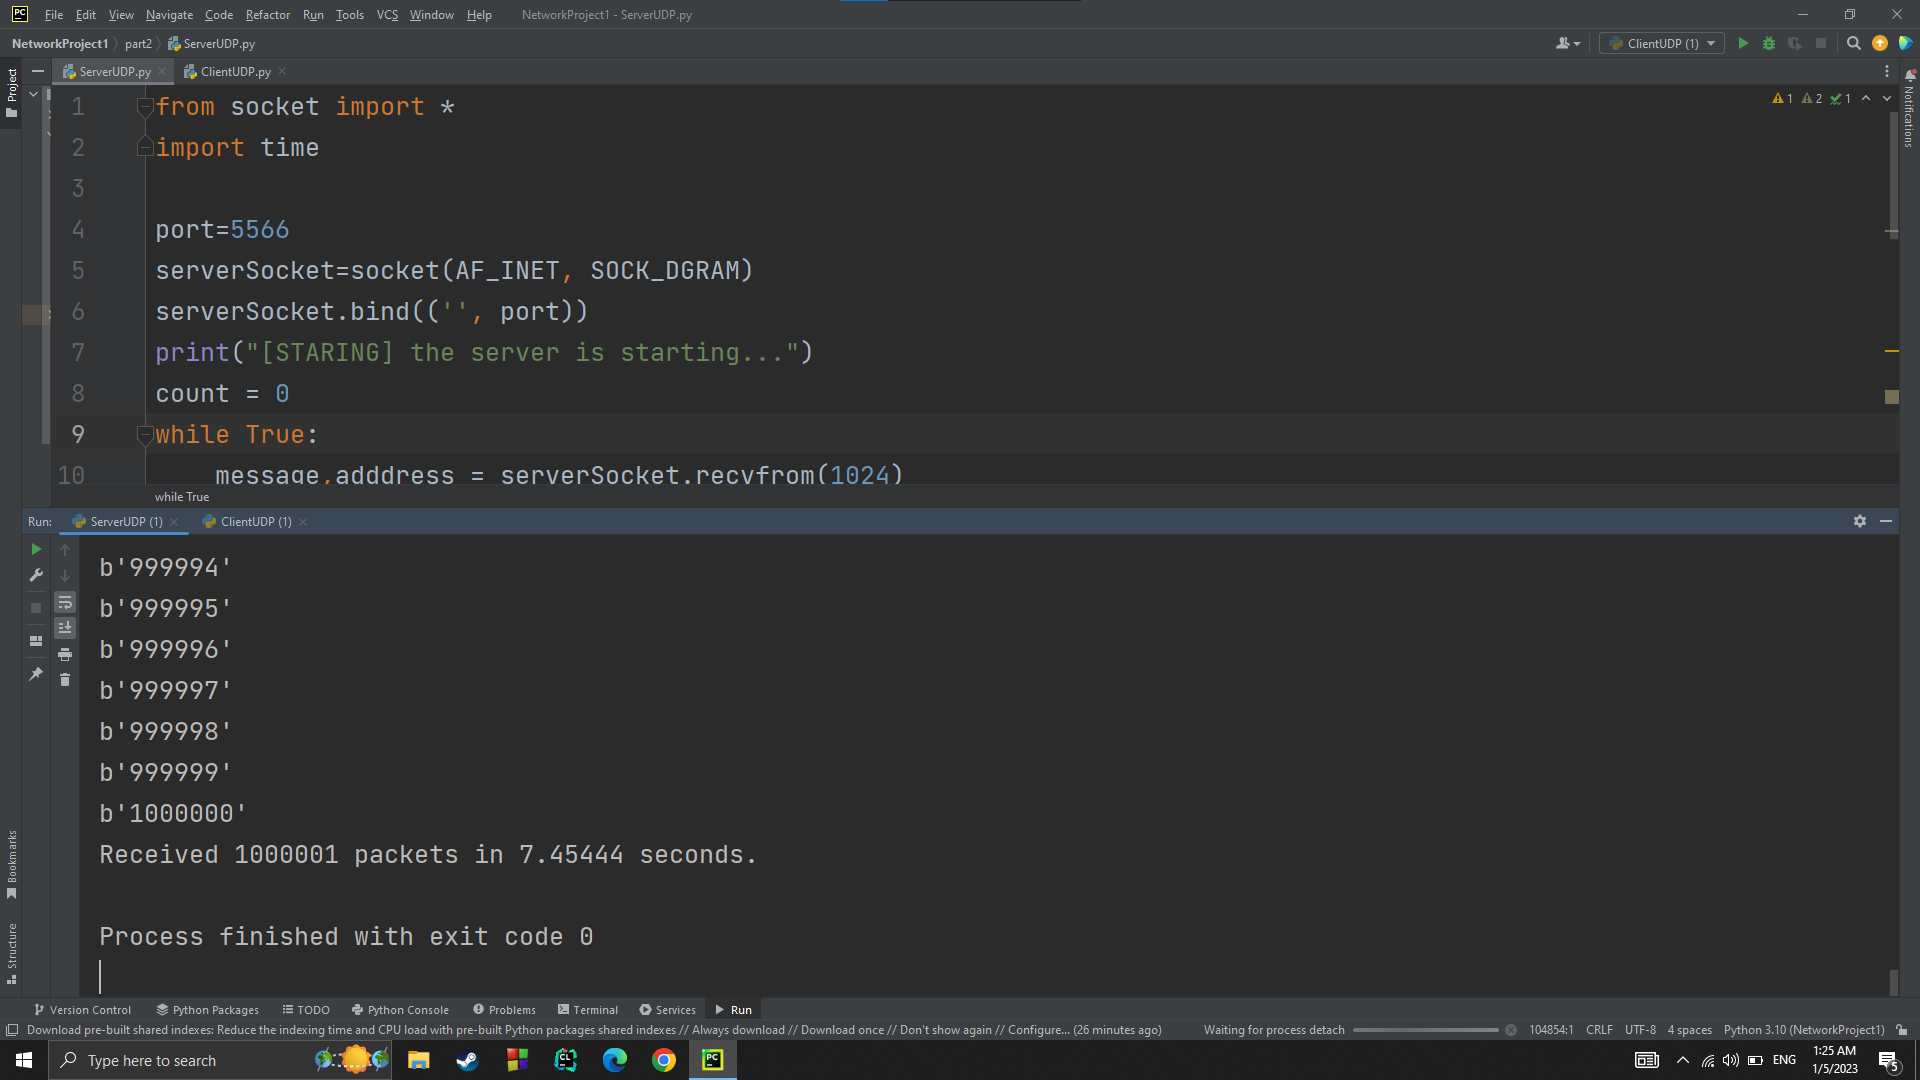 PC File Edit View Navigate Code Refactor Run Tools VCS Window Help NetworkProject1 - ServerUDP.py
NetworkProject1 part2 ServerUDP.py ClientUDP (1)
Project
ServerUDP.py ClientUDP.py
Notifications
1 2 1
1 from socket import *
2 import time
3
4 port=5566
5 serverSocket=socket(AF_INET, SOCK_DGRAM)
6 serverSocket.bind(('', port))
7 print("[STARING] the server is starting...")
8 count = 0
9 while True:
10 message,adddress = serverSocket.recvfrom(1024)
while True
Run: ServerUDP (1) ClientUDP (1)
b'999994'
b'999995'
b'999996'
b'999997'
b'999998'
b'999999'
b'1000000'
Received 1000001 packets in 7.45444 seconds.
Process finished with exit code 0
Bookmarks
Structure
Version Control Python Packages TODO Python Console Problems Terminal Services Run
Download pre-built shared indexes: Reduce the indexing time and CPU load with pre-built Python packages shared indexes // Always download // Download once // Don't show again // Configure... (26 minutes ago) Waiting for process detach 104854:1 CRLF UTF-8 4 spaces Python 3.10 (NetworkProject1)
Type here to search CL PC ENG 1:25 AM
1/5/2023 5